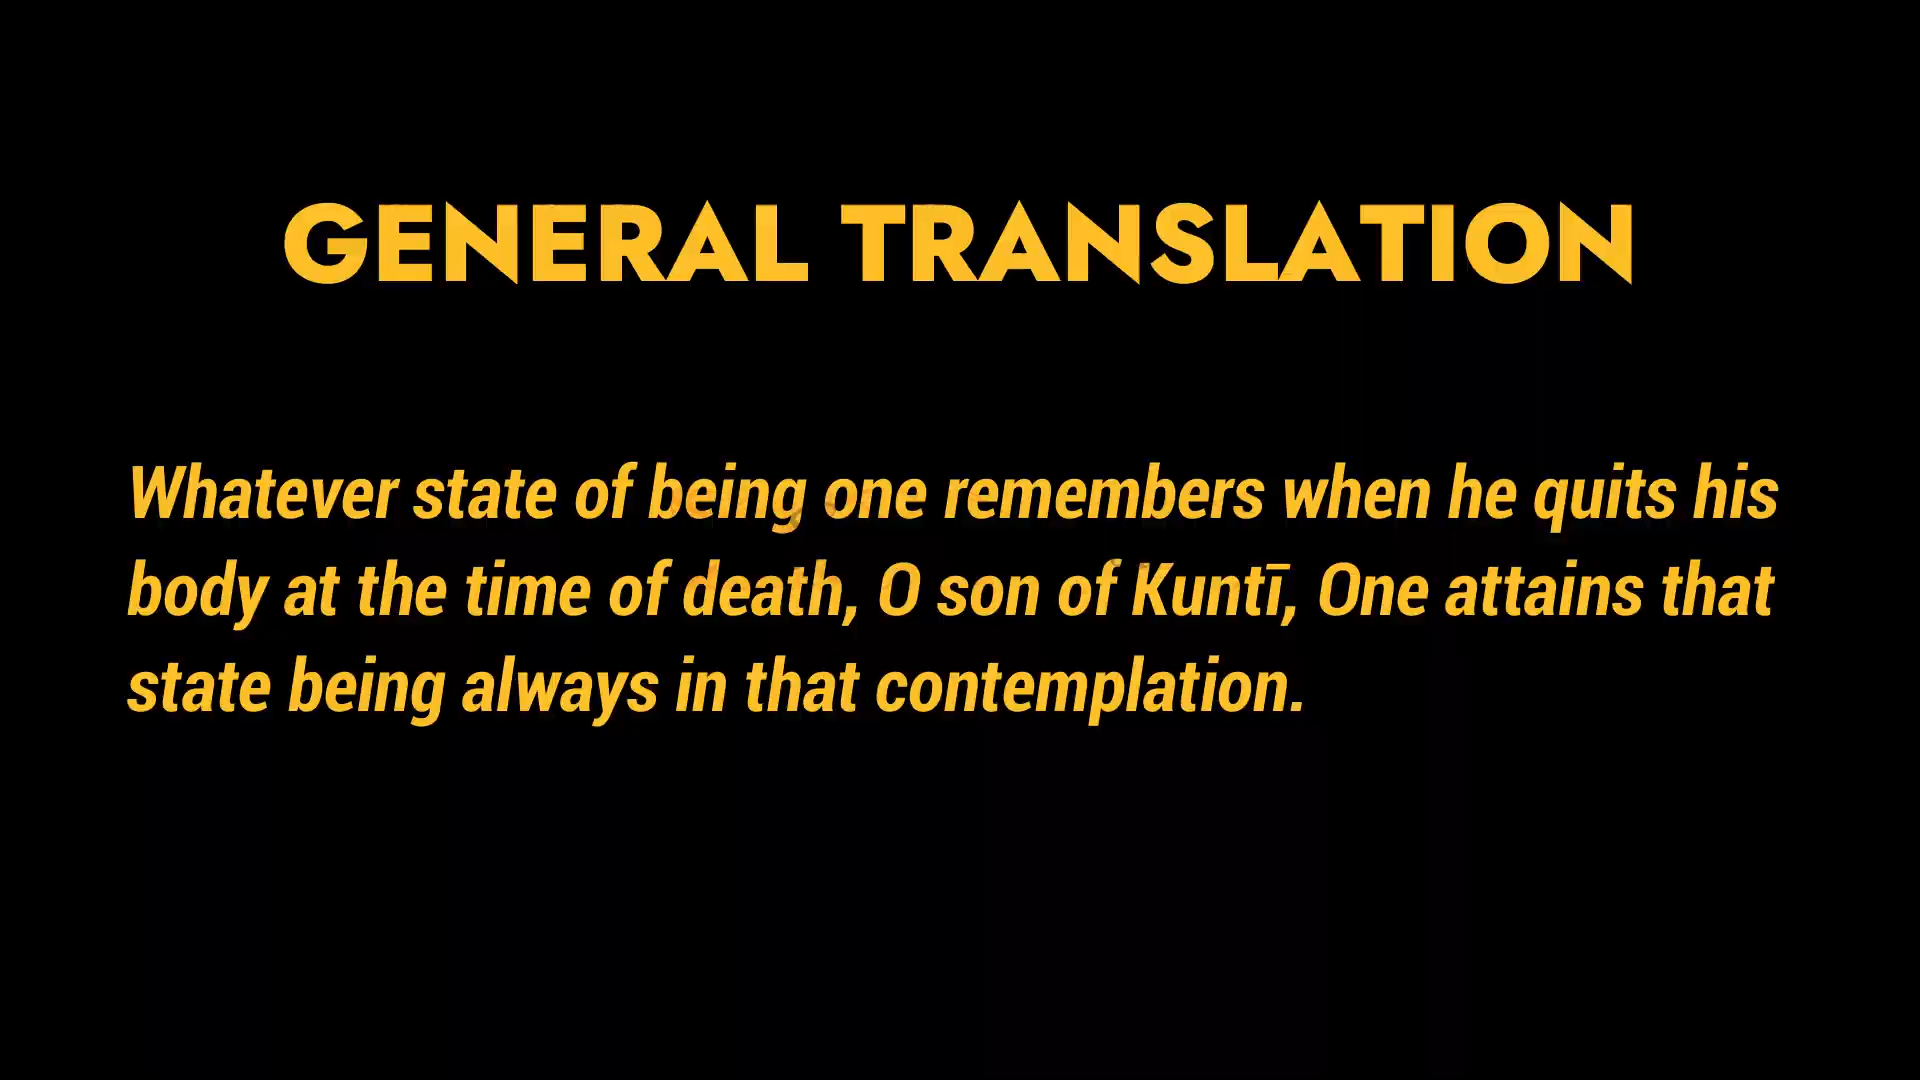 GENERAL TRANSLATION
Whatever state of being one remembers when he quits his
body at the time of death, O son of Kuntī, One attains that
state being always in that contemplation.